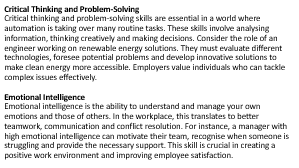 Critical Thinking and Problem-Solving
Critical thinking and problem-solving skills are essential in a world where
automation is taking over many routine tasks. These skills involve analysing
information, thinking creatively and making decisions. Consider the role of an
engineer working on renewable energy solutions. They must evaluate different
technologies, foresee potential problems and develop innovative solutions to
make clean energy more accessible. Employers value individuals who can tackle
complex issues effectively.

Emotional Intelligence
Emotional intelligence is the ability to understand and manage your own
emotions and those of others. In the workplace, this translates to better
teamwork, communication and conflict resolution. For instance, a manager with
high emotional intelligence can motivate their team, recognise when someone is
struggling and provide the necessary support. This skill is crucial in creating a
positive work environment and improving employee satisfaction.